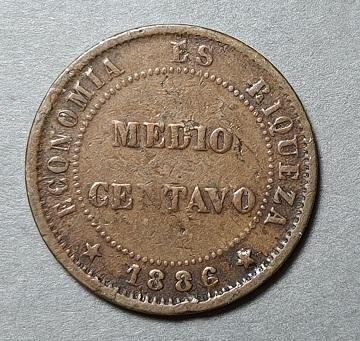 ECONOMIA ES RIQUEZA
MEDIO
CENTAVO
★ 1886 ★